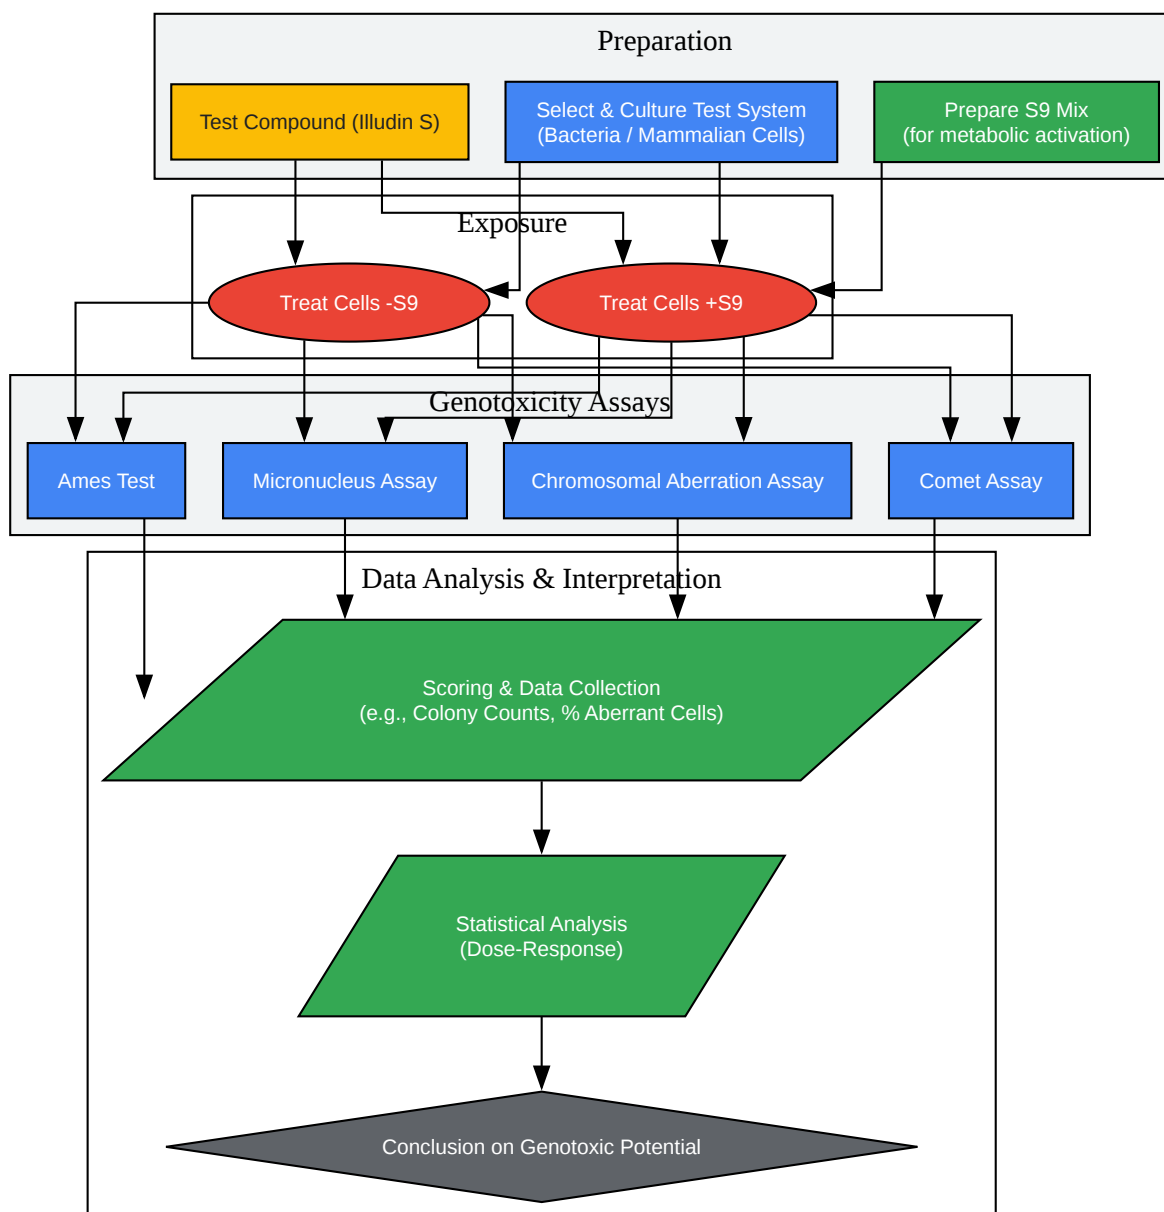 Preparation
Test Compound (Illudin S)
Select & Culture Test System
(Bacteria / Mammalian Cells)
Prepare S9 Mix
(for metabolic activation)
Exposure
Treat Cells -S9
Treat Cells +S9
Genotoxicity Assays
Ames Test
Micronucleus Assay
Chromosomal Aberration Assay
Comet Assay
Data Analysis & Interpretation
Scoring & Data Collection
(e.g., Colony Counts, % Aberrant Cells)
Statistical Analysis
(Dose-Response)
Conclusion on Genotoxic Potential